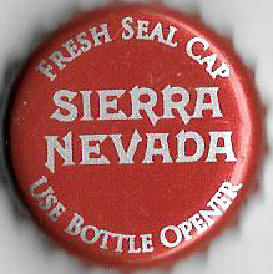 FRESH SEAL CAP
SIERRA
NEVADA
USE BOTTLE OPENER